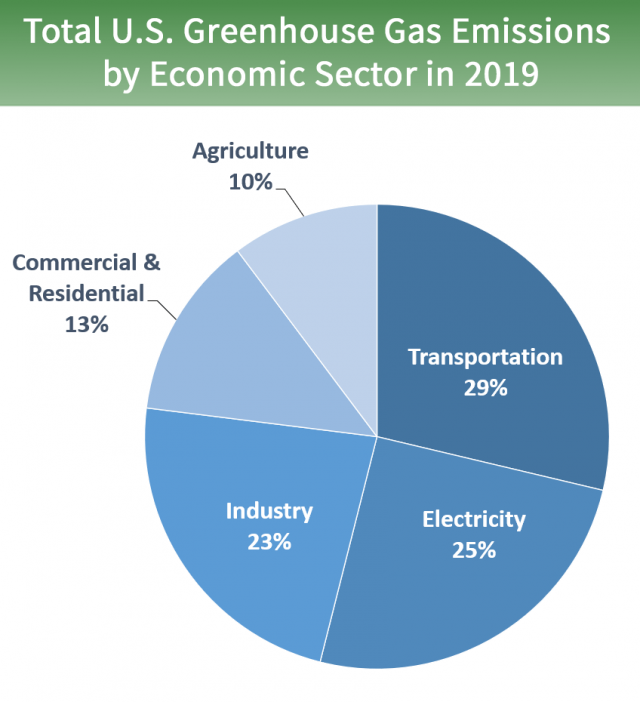 Total U.S. Greenhouse Gas Emissions
by Economic Sector in 2019
Agriculture
10%
Commercial &
Residential
13%
Transportation
29%
Industry
23%
Electricity
25%